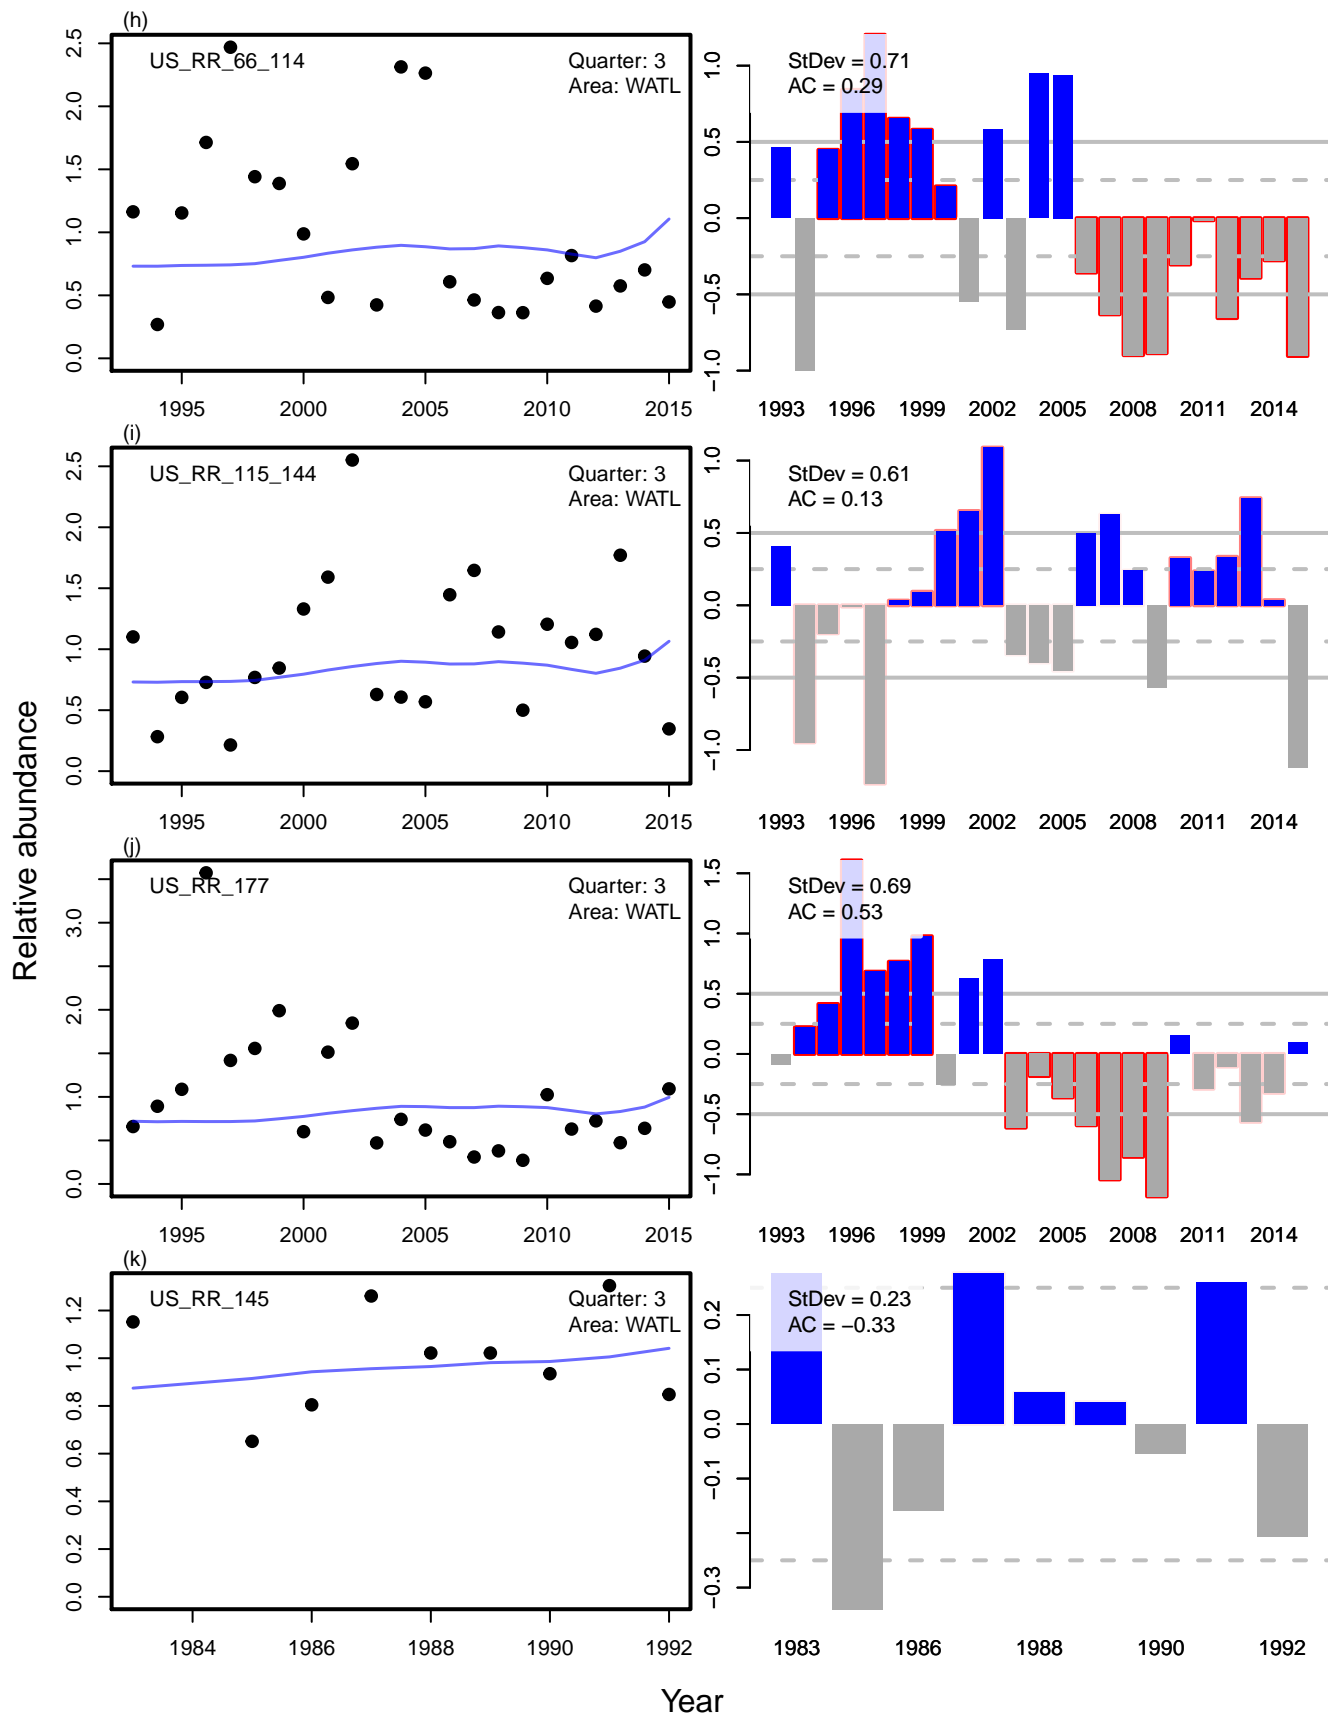 (h)
US_RR_66_114
Quarter: 3
Area: WATL
0.0 0.5 1.0 1.5 2.0 2.5
1995 2000 2005 2010 2015
StDev = 0.71
AC = 0.29
−1.0 −0.5 0.0 0.5 1.0
1993 1996 1999 2002 2005 2008 2011 2014
(i)
US_RR_115_144
Quarter: 3
Area: WATL
0.0 0.5 1.0 1.5 2.0 2.5
1995 2000 2005 2010 2015
StDev = 0.61
AC = 0.13
−1.0 −0.5 0.0 0.5 1.0
1993 1996 1999 2002 2005 2008 2011 2014
(j)
US_RR_177
Quarter: 3
Area: WATL
0.0 1.0 2.0 3.0
1995 2000 2005 2010 2015
StDev = 0.69
AC = 0.53
−1.0 −0.5 0.0 0.5 1.0 1.5
1993 1996 1999 2002 2005 2008 2011 2014
(k)
US_RR_145
Quarter: 3
Area: WATL
0.0 0.2 0.4 0.6 0.8 1.0 1.2
1984 1986 1988 1990 1992
StDev = 0.23
AC = −0.33
−0.3 −0.1 0.0 0.1 0.2
1983 1986 1988 1990 1992
Relative abundance
Year